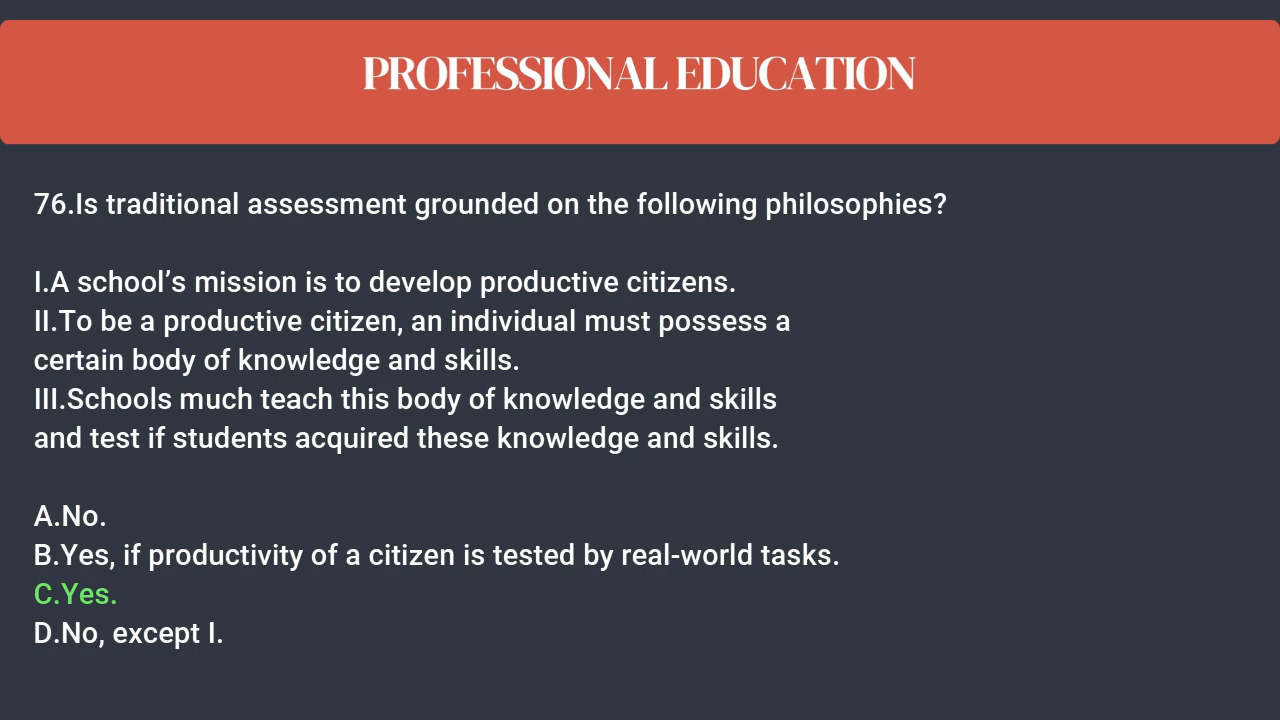 PROFESSIONAL EDUCATION
76.Is traditional assessment grounded on the following philosophies?
I.A school’s mission is to develop productive citizens.
II.To be a productive citizen, an individual must possess a
certain body of knowledge and skills.
III.Schools much teach this body of knowledge and skills
and test if students acquired these knowledge and skills.
A.No.
B.Yes, if productivity of a citizen is tested by real-world tasks.
C.Yes.
D.No, except I.